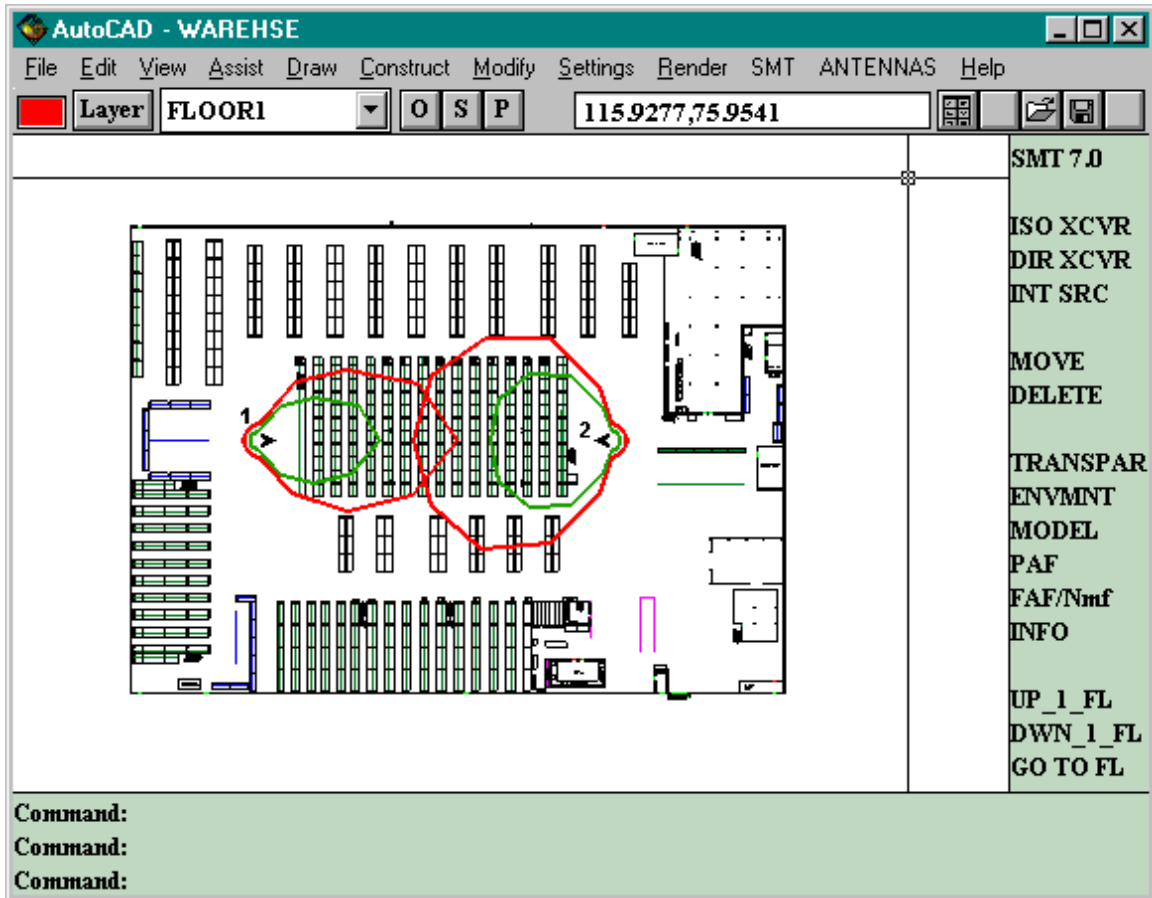 AutoCAD - WAREHSE
File Edit View Assist Draw Construct Modify Settings Render SMT ANTENNAS Help
Layer FLOOR1 O S P 115.9277,75.9541
SMT 7.0
ISO XCVR
DIR XCVR
INT SRC
MOVE
DELETE
TRANSPAR
ENVMNT
MODEL
PAF
FAF/Nmf
INFO
UP_1_FL
DWN_1_FL
GO TO FL
1
2
Command:
Command:
Command: